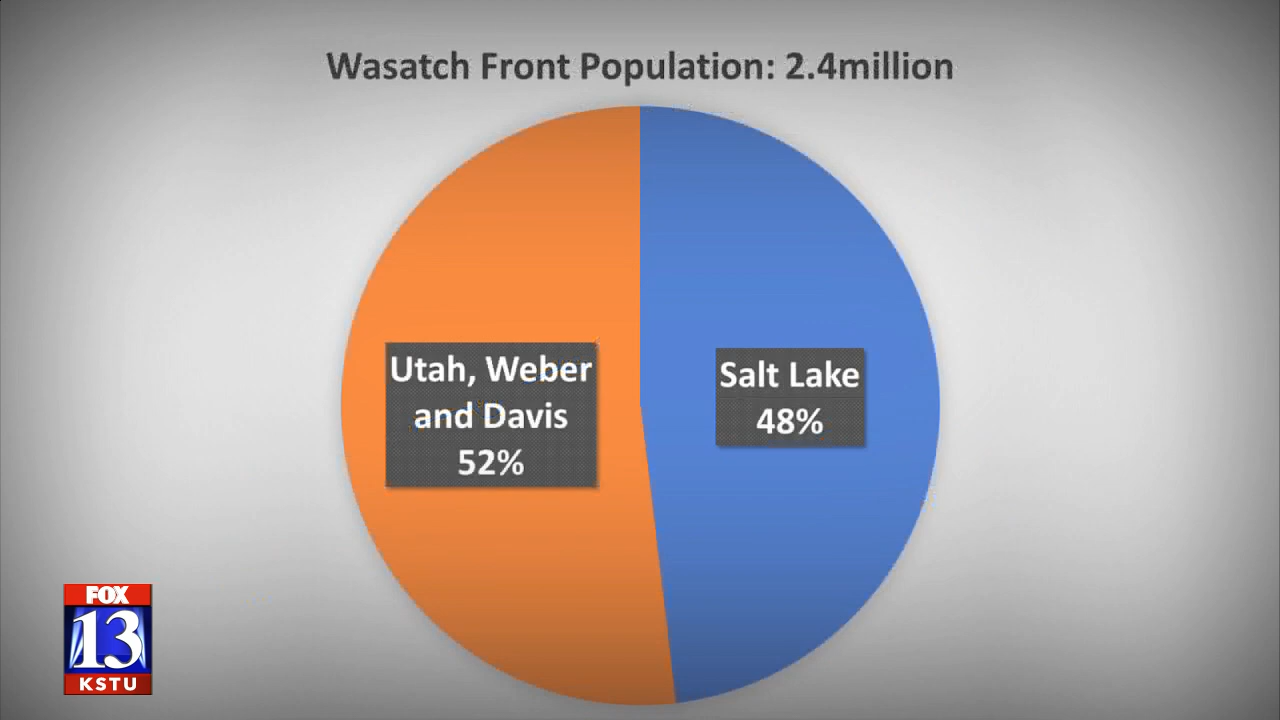 Wasatch Front Population: 2.4million
Utah, Weber
and Davis
52%
Salt Lake
48%
FOX
13
KSTU